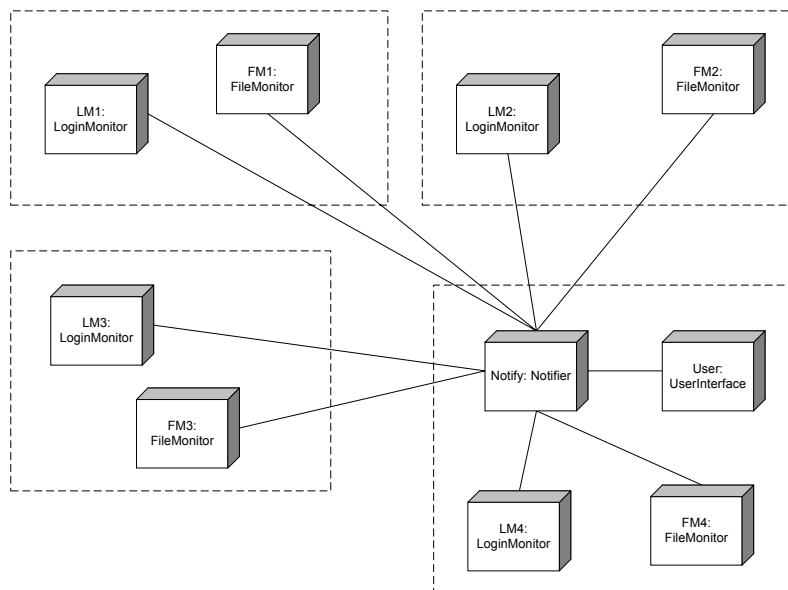 LM1:
LoginMonitor
FM1:
FileMonitor
LM2:
LoginMonitor
FM2:
FileMonitor
LM3:
LoginMonitor
FM3:
FileMonitor
Notify: Notifier
User:
UserInterface
LM4:
LoginMonitor
FM4:
FileMonitor